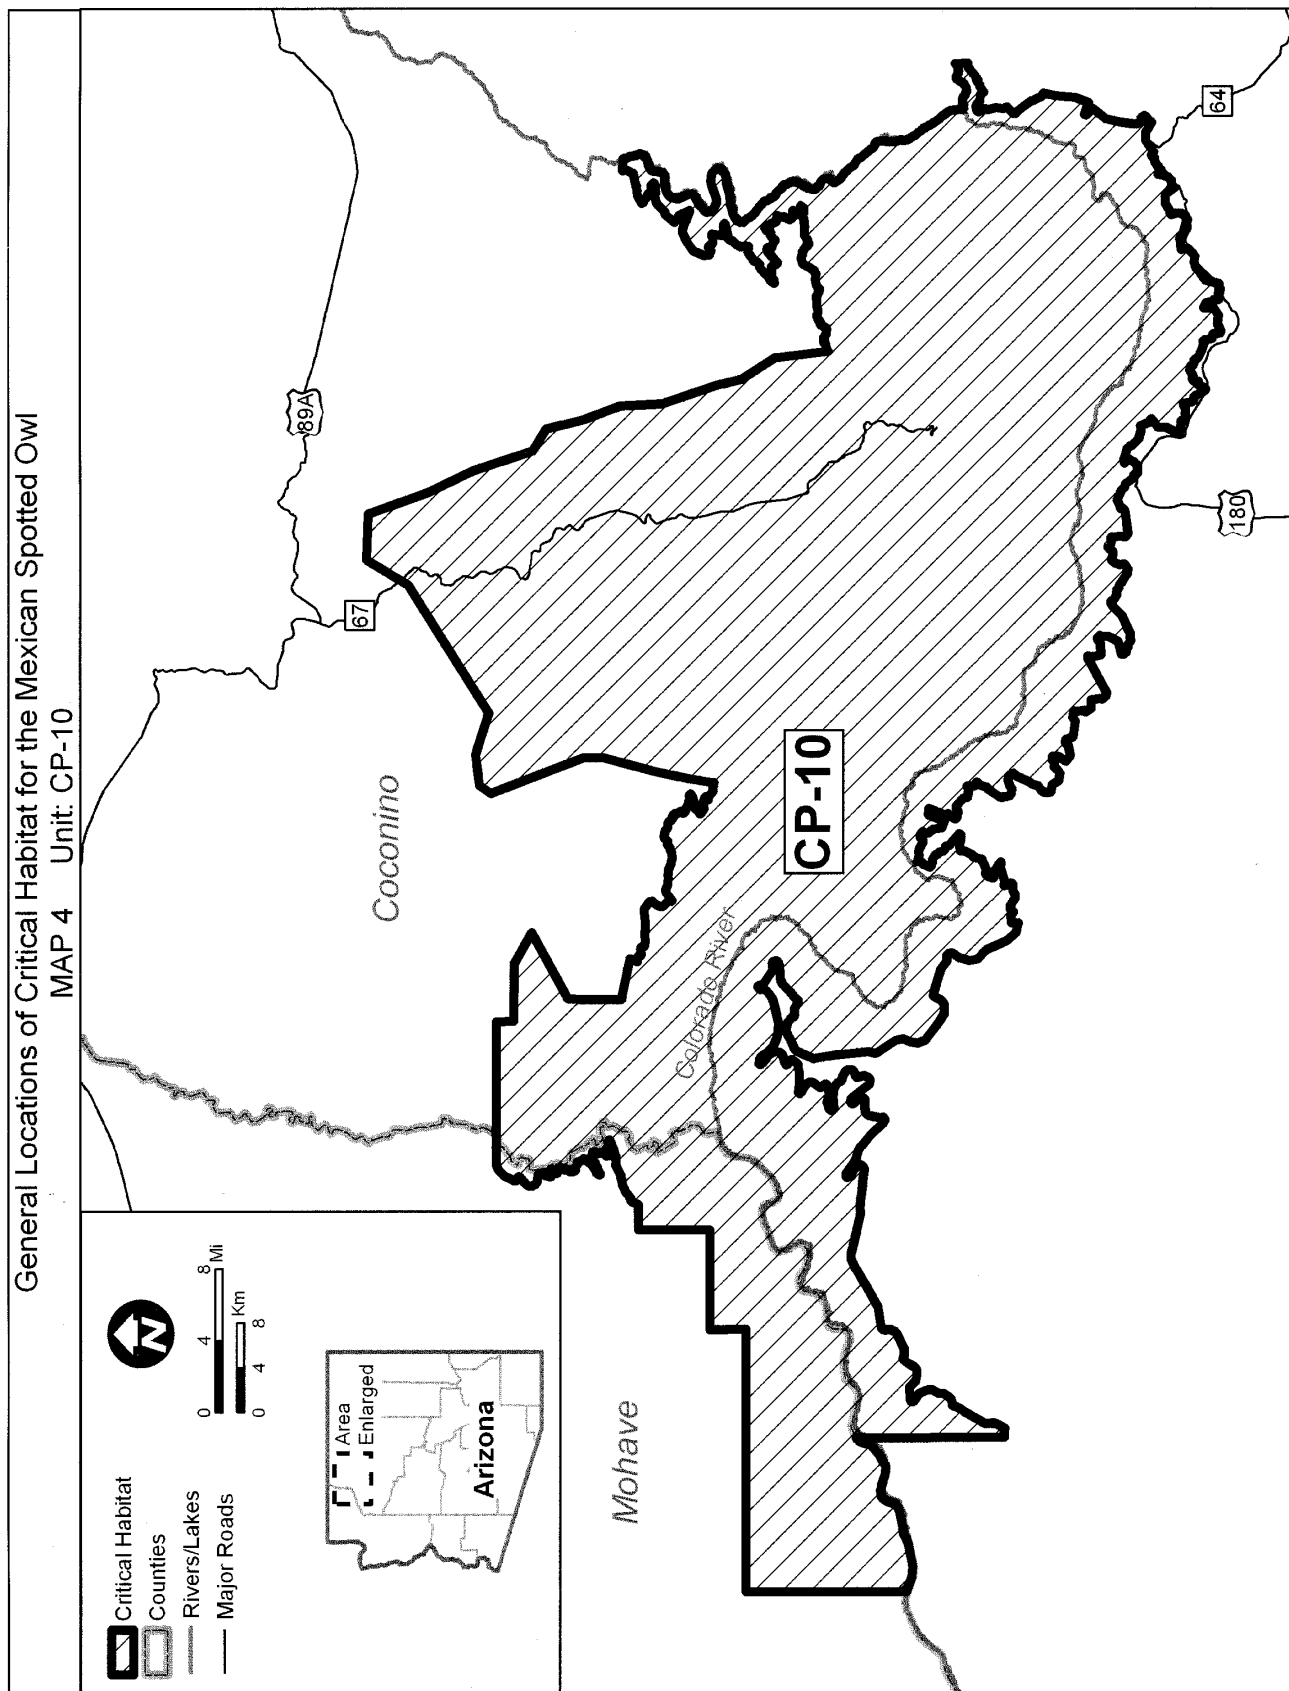 General Locations of Critical Habitat for the Mexican Spotted Owl
MAP 4 Unit: CP-10
Critical Habitat
Counties
Rivers/Lakes
Major Roads
N
0 4 8
Mi
Km
0 4 8
Area
Enlarged
Arizona
Mohave
Coconino
Colorado River
CP-10
67
89A
180
64